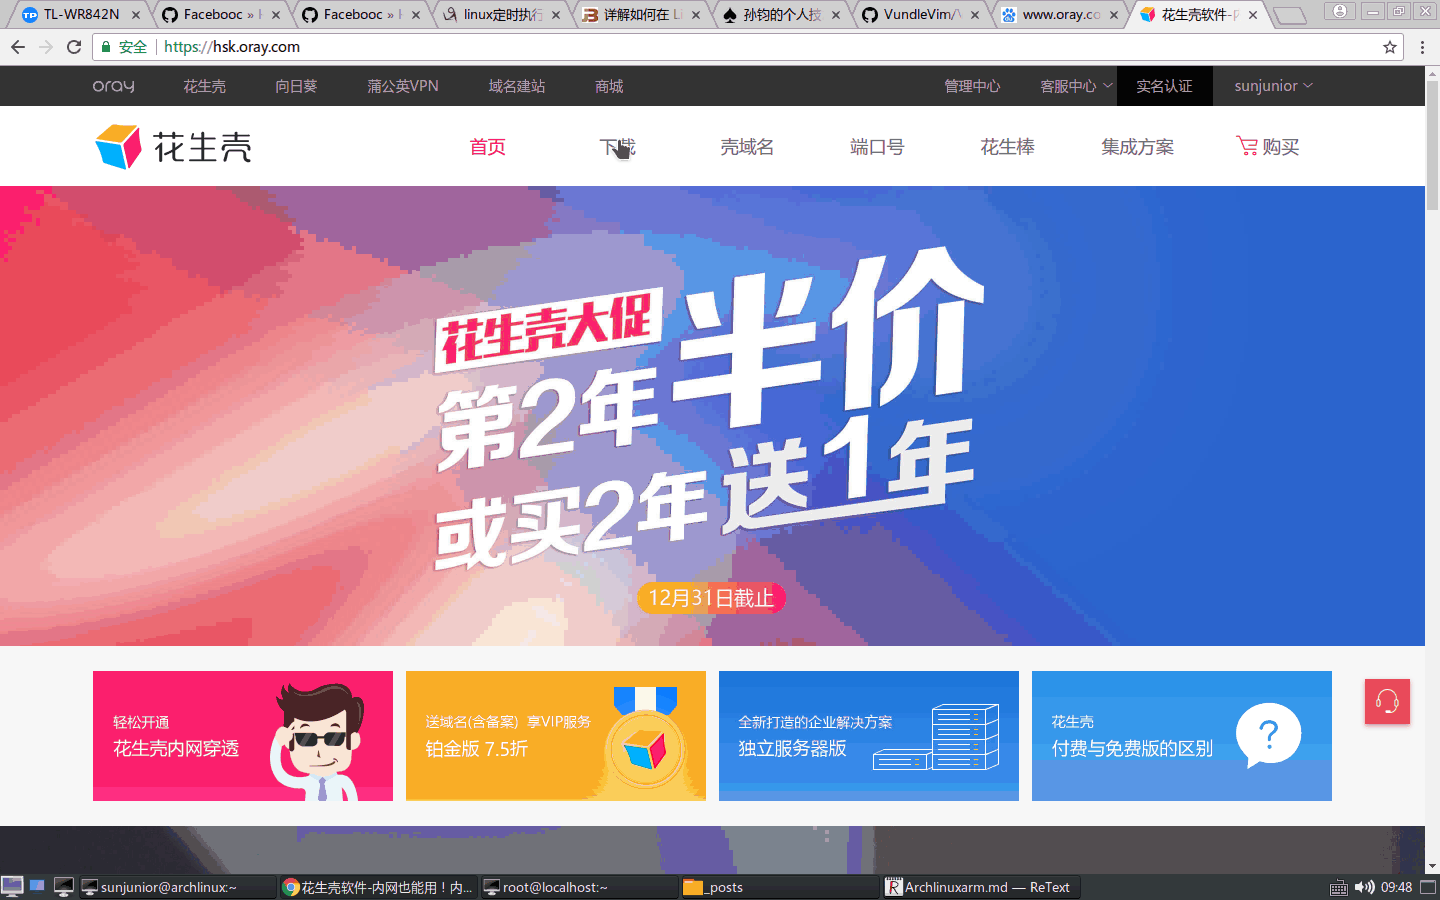 TL-WR842N
Facebooc »
Facebooc »
linux定时执行
详解如何在 Li
孙钧的个人技
VundleVim/
www.oray.co
花生壳软件-
安全
https://hsk.oray.com
oray
花生壳
向日葵
蒲公英VPN
域名建站
商城
管理中心
客服中心
实名认证
sunjunior
花生壳
首页
下载
壳域名
端口号
花生棒
集成方案
购买
花生壳大促
第2年半价
或买2年送1年
12月31日截止
轻松开通
花生壳内网穿透
送域名(含备案) 享VIP服务
铂金版 7.5折
全新打造的企业解决方案
独立服务器版
花生壳
付费与免费版的区别
?
sunjunior@archlinux:~
花生壳软件-内网也能用！内...
root@localhost:~
_posts
Archlinuxarm.md — ReText
09:48